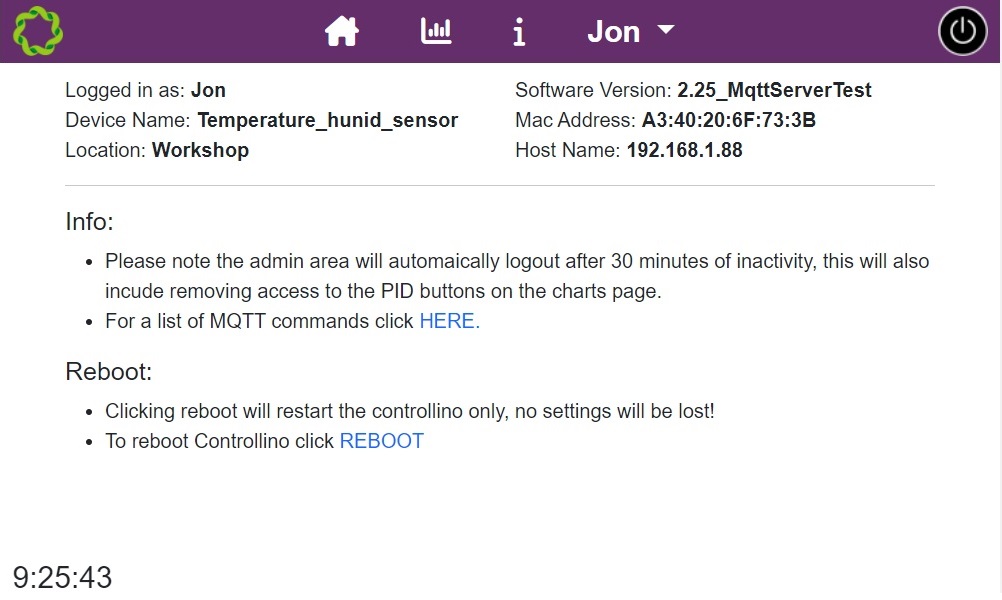 Jon
Logged in as: Jon
Device Name: Temperature_hunid_sensor
Location: Workshop
Software Version: 2.25_MqttServerTest
Mac Address: A3:40:20:6F:73:3B
Host Name: 192.168.1.88
Info:
Please note the admin area will automaically logout after 30 minutes of inactivity, this will also
incude removing access to the PID buttons on the charts page.
For a list of MQTT commands click HERE.
Reboot:
Clicking reboot will restart the controllino only, no settings will be lost!
To reboot Controllino click REBOOT
9:25:43